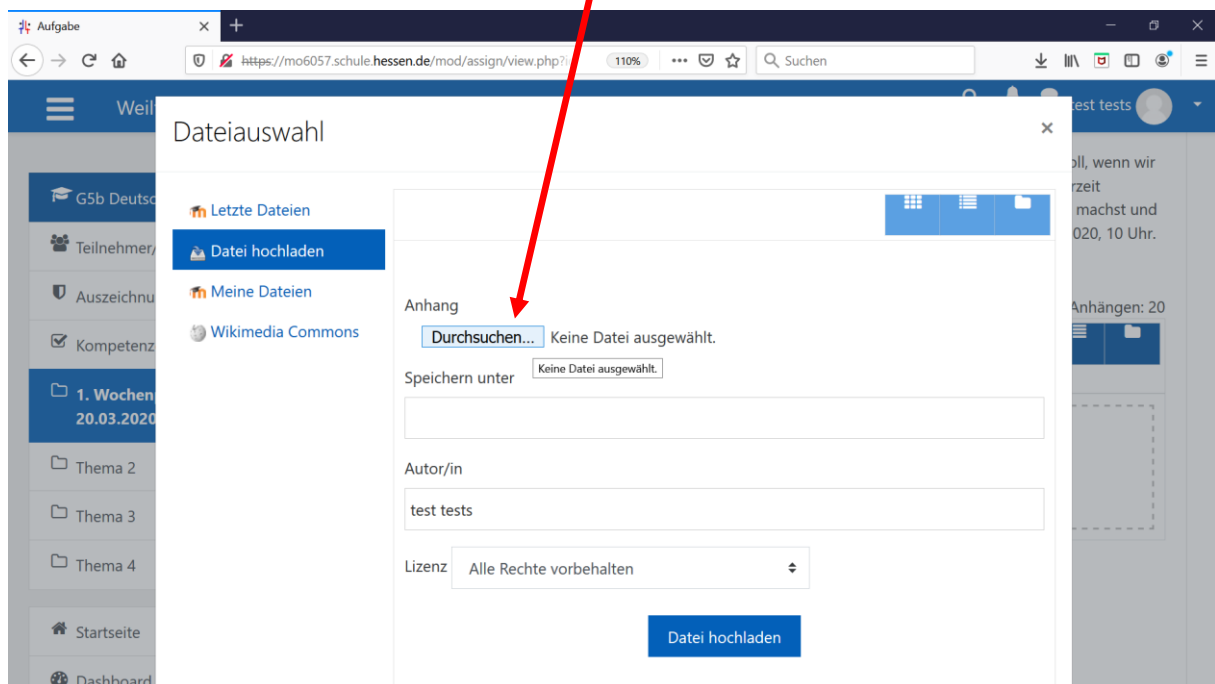 Aufgabe
https://mo6057.schule.hessen.de/mod/assign/view.php?
110%
Suchen
Weil
test tests
Dateiauswahl
oll, wenn wir
rzeit
machst und
020, 10 Uhr.
G5b Deutsc
Teilnehmer/
Auszeichnu
Kompetenz
1. Wochen
20.03.2020
Thema 2
Thema 3
Thema 4
Startseite
Dashboard
Letzte Dateien
Datei hochladen
Meine Dateien
Wikimedia Commons
Anhang
Anhängen: 20
Durchsuchen... Keine Datei ausgewählt.
Keine Datei ausgewählt.
Speichern unter
Autor/in
test tests
Lizenz Alle Rechte vorbehalten
Datei hochladen